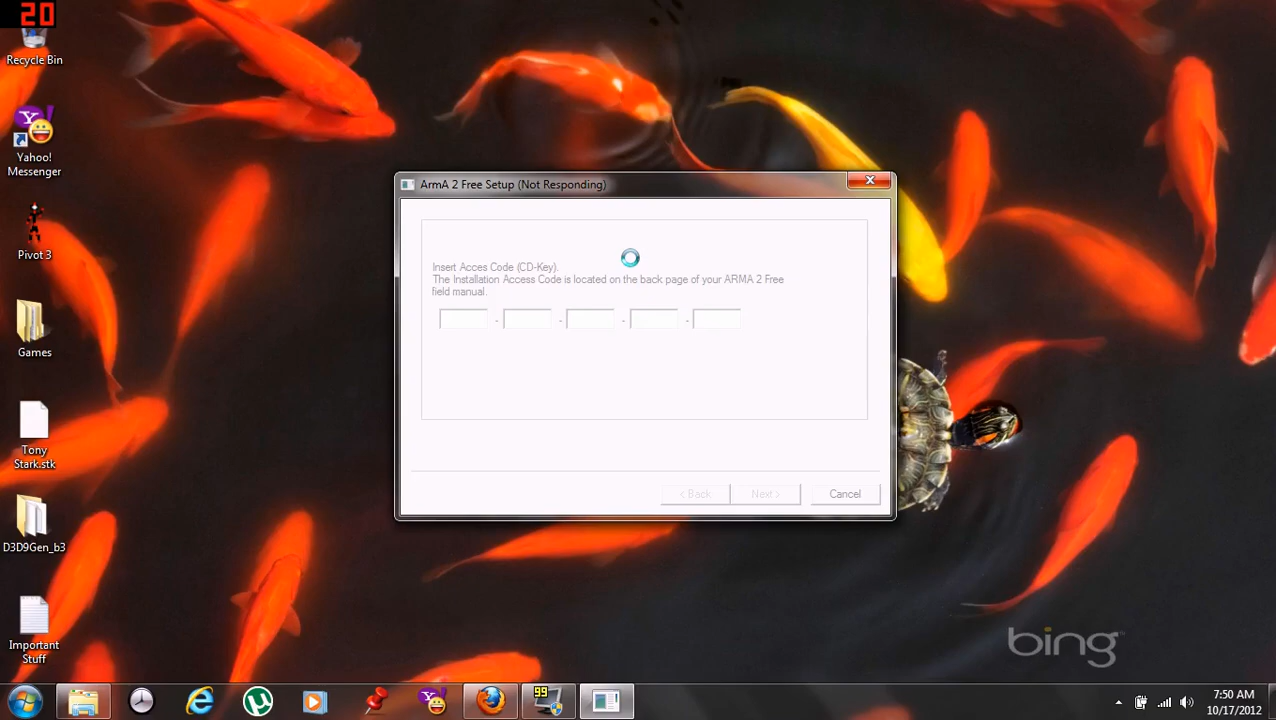 20
Recycle Bin
Yahoo!
Messenger
Pivot 3
Games
Tony
Stark.stk
D3D9Gen_b3
Important
Stuff
ArmA 2 Free Setup (Not Responding)
Insert Acces Code (CD-Key).
The Installation Access Code is located on the back page of your ARMA 2 Free
field manual.
- - - -
< Back
Next >
Cancel
bing™
99
7:50 AM
10/17/2012